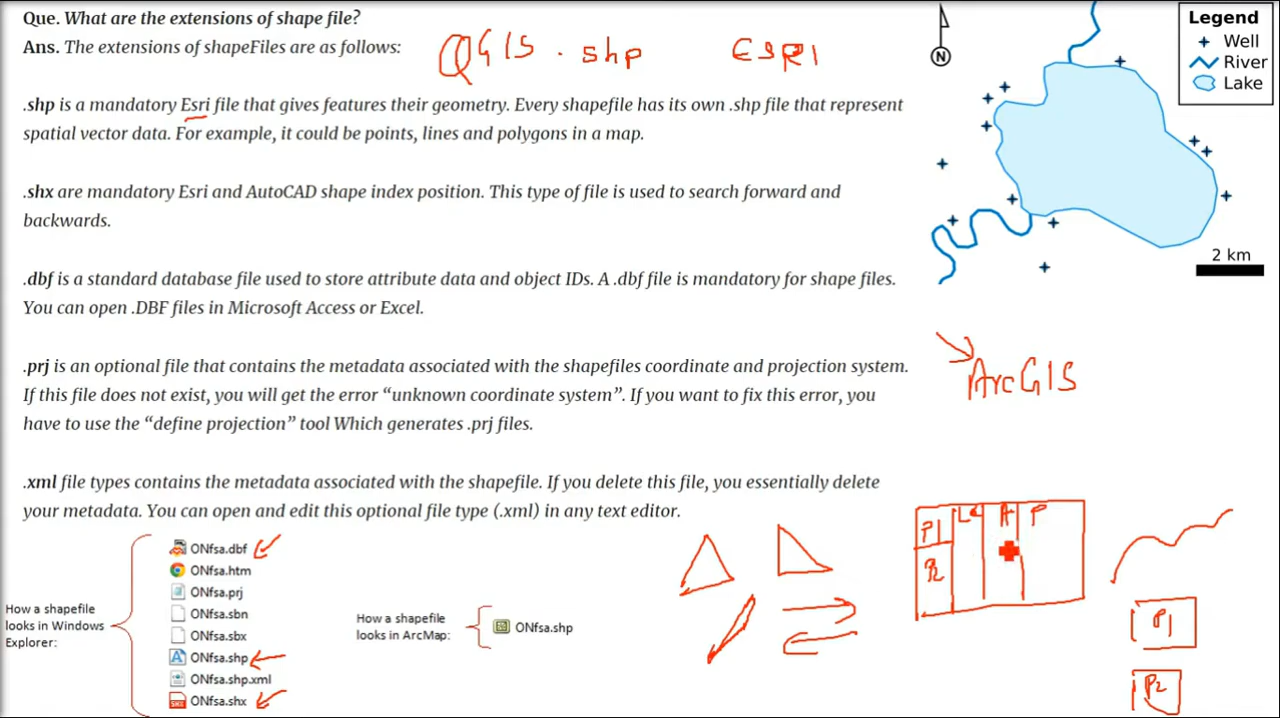 Que. What are the extensions of shape file?
Ans. The extensions of shapeFiles are as follows:
QGIS .shp ESRI
.shp is a mandatory Esri file that gives features their geometry. Every shapefile has its own .shp file that represent
spatial vector data. For example, it could be points, lines and polygons in a map.
.shx are mandatory Esri and AutoCAD shape index position. This type of file is used to search forward and
backwards.
.dbf is a standard database file used to store attribute data and object IDs. A .dbf file is mandatory for shape files.
You can open .DBF files in Microsoft Access or Excel.
.prj is an optional file that contains the metadata associated with the shapefiles coordinate and projection system.
If this file does not exist, you will get the error “unknown coordinate system”. If you want to fix this error, you
have to use the “define projection” tool Which generates .prj files.
.xml file types contains the metadata associated with the shapefile. If you delete this file, you essentially delete
your metadata. You can open and edit this optional file type (.xml) in any text editor.
How a shapefile
looks in Windows
Explorer:
ONfsa.dbf
ONfsa.htm
ONfsa.prj
ONfsa.sbn
ONfsa.sbx
ONfsa.shp
ONfsa.shp.xml
ONfsa.shx
How a shapefile
looks in ArcMap:
ONfsa.shp
N
Legend
Well
River
Lake
2 km
ArcGIS
P1 A P
P2
P1
P2